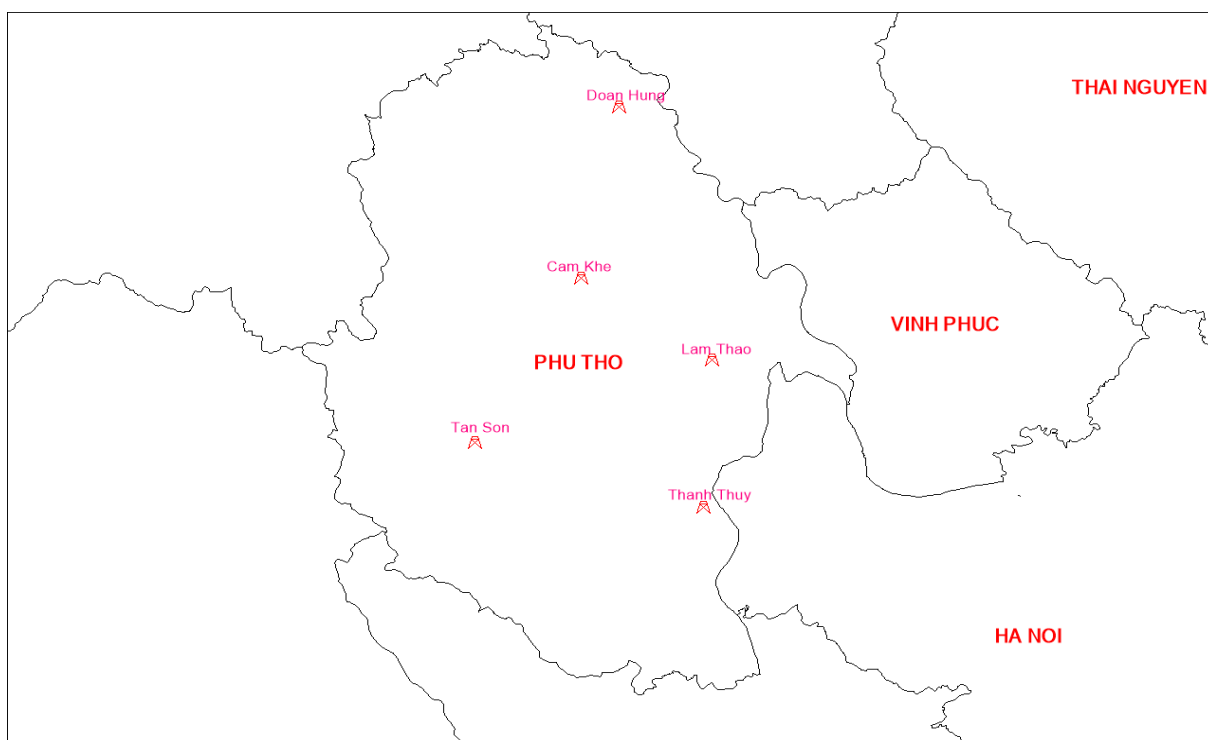 THAI NGUYEN
Doan Hung
Cam Khe
VINH PHUC
Lam Thao
PHU THO
Tan Son
Thanh Thuy
HA NOI